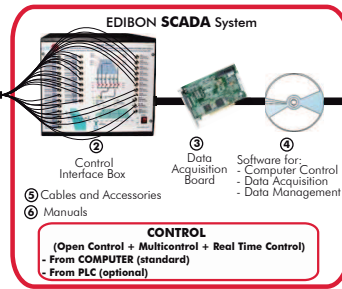 EDIBON SCADA System
2
Control
Interface Box
3
Data
Acquisition
Board
4
Software for:
- Computer Control
- Data Acquisition
- Data Management
5 Cables and Accessories
6 Manuals
CONTROL
(Open Control + Multicontrol + Real Time Control)
- From COMPUTER (standard)
- From PLC (optional)